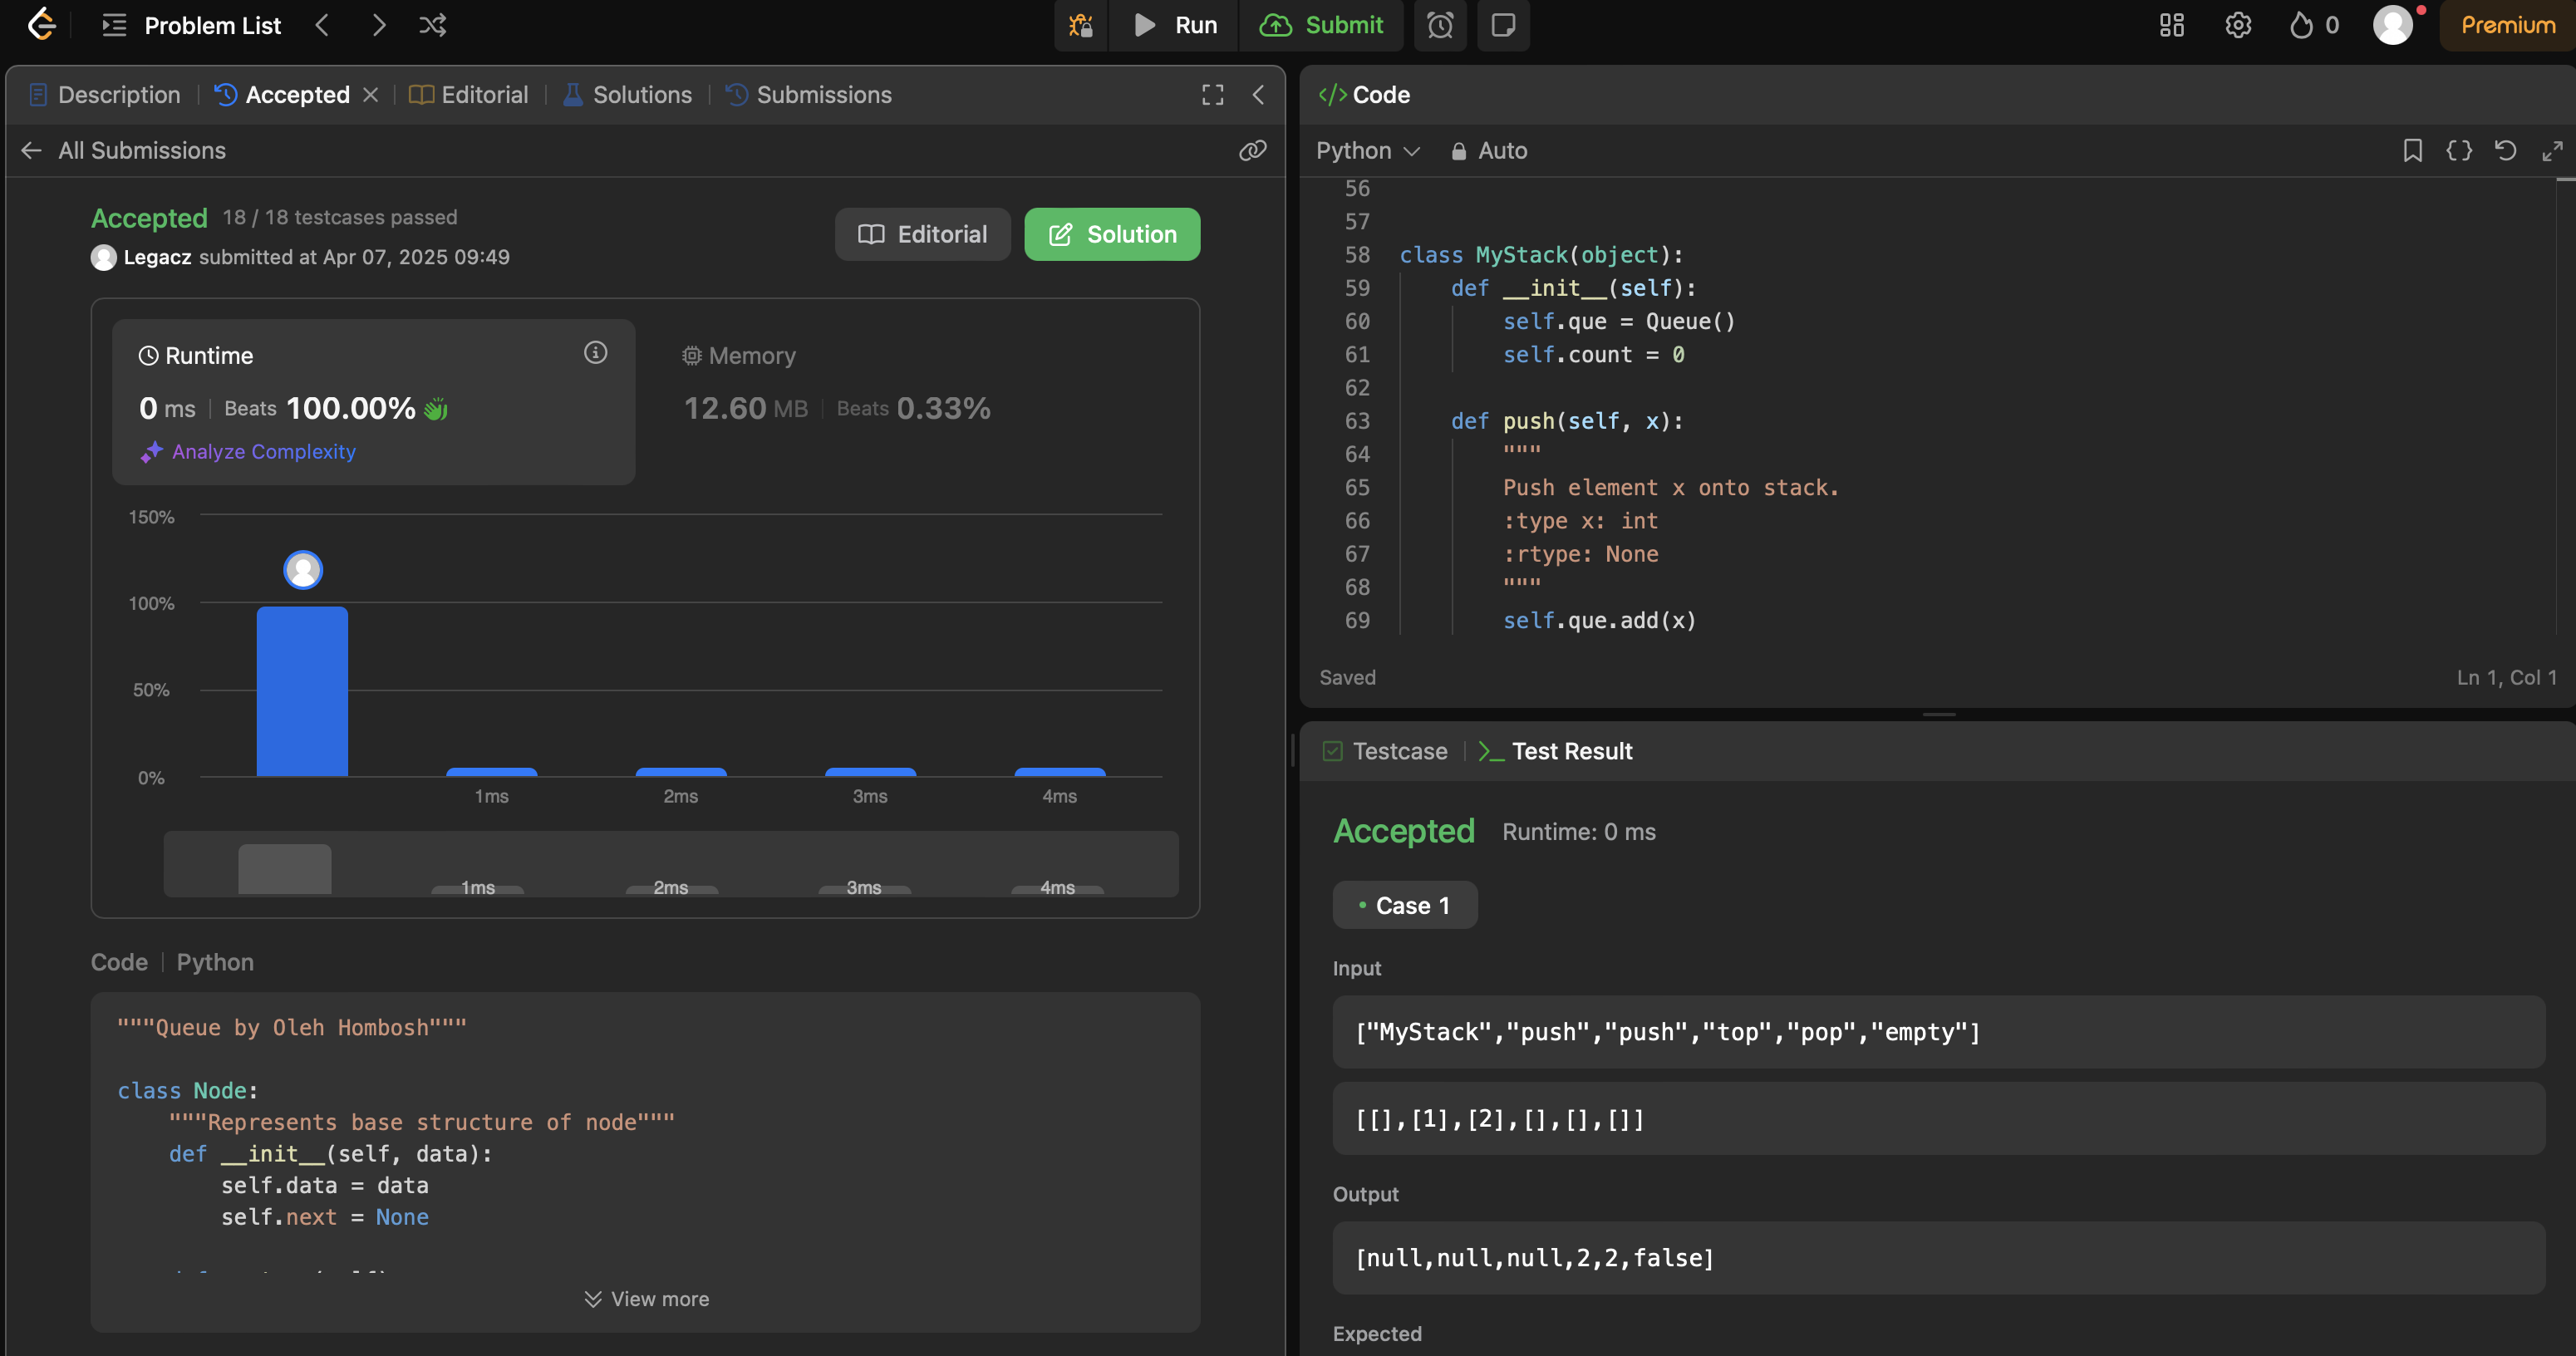 Problem List
Run
Submit
0
Premium
Description
Accepted
Editorial
Solutions
Submissions
All Submissions
Accepted 18 / 18 testcases passed
Legacz submitted at Apr 07, 2025 09:49
Editorial
Solution
Runtime
0 ms Beats 100.00%
Analyze Complexity
Memory
12.60 MB Beats 0.33%
150%
100%
50%
0%
1ms 2ms 3ms 4ms
1ms 2ms 3ms 4ms
Code Python
"""Queue by Oleh Hombosh"""
class Node:
"""Represents base structure of node"""
def __init__(self, data):
self.data = data
self.next = None
View more
</> Code
Python Auto
56
57
58 class MyStack(object):
59 def __init__(self):
60 self.que = Queue()
61 self.count = 0
62
63 def push(self, x):
64 """
65 Push element x onto stack.
66 :type x: int
67 :rtype: None
68 """
69 self.que.add(x)
Saved Ln 1, Col 1
Testcase
Test Result
Accepted Runtime: 0 ms
• Case 1
Input
["MyStack","push","push","top","pop","empty"]
[[],[1],[2],[],[],[]]
Output
[null,null,null,2,2,false]
Expected